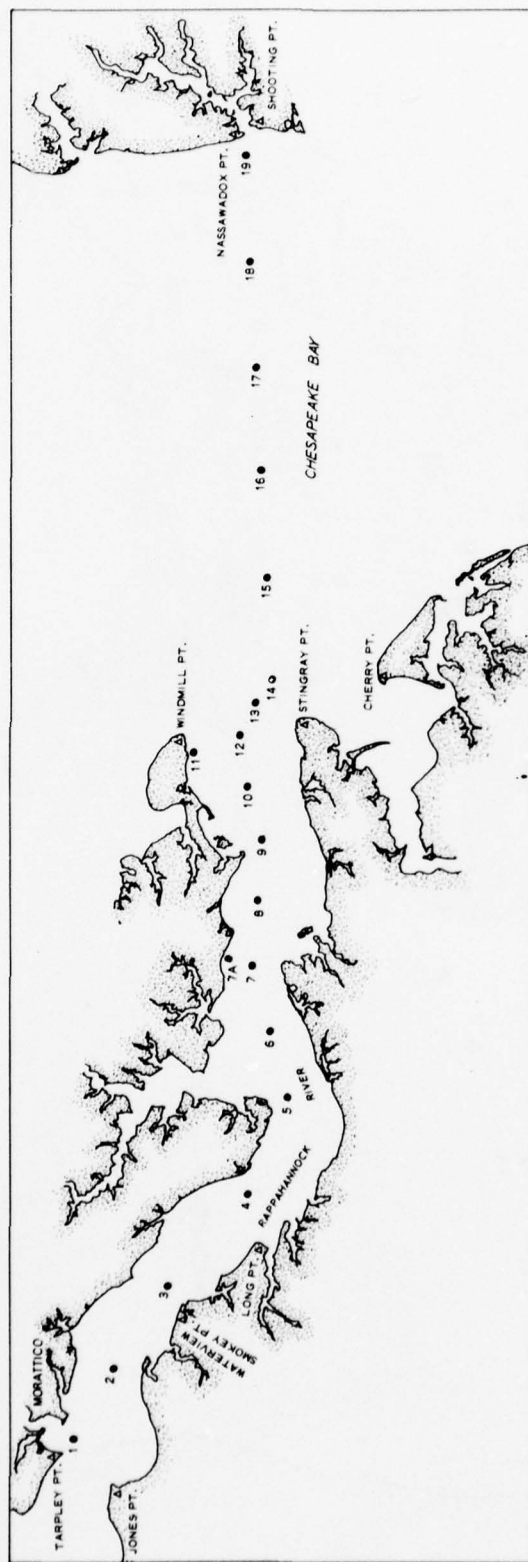 TARPLEY PT.
MORATTICO
JONES PT.
1
2
3
WATERVIEW
SMOKEY PT.
LONG PT.
4
RAPPAHANNOCK
RIVER
5
6
7A
7
8
9
10
11
WINDMILL PT.
12
13
14
STINGRAY PT.
CHERRY PT.
15
16
17
CHESAPEAKE BAY
18
19
NASSAWADOX PT.
SHOOTING PT.